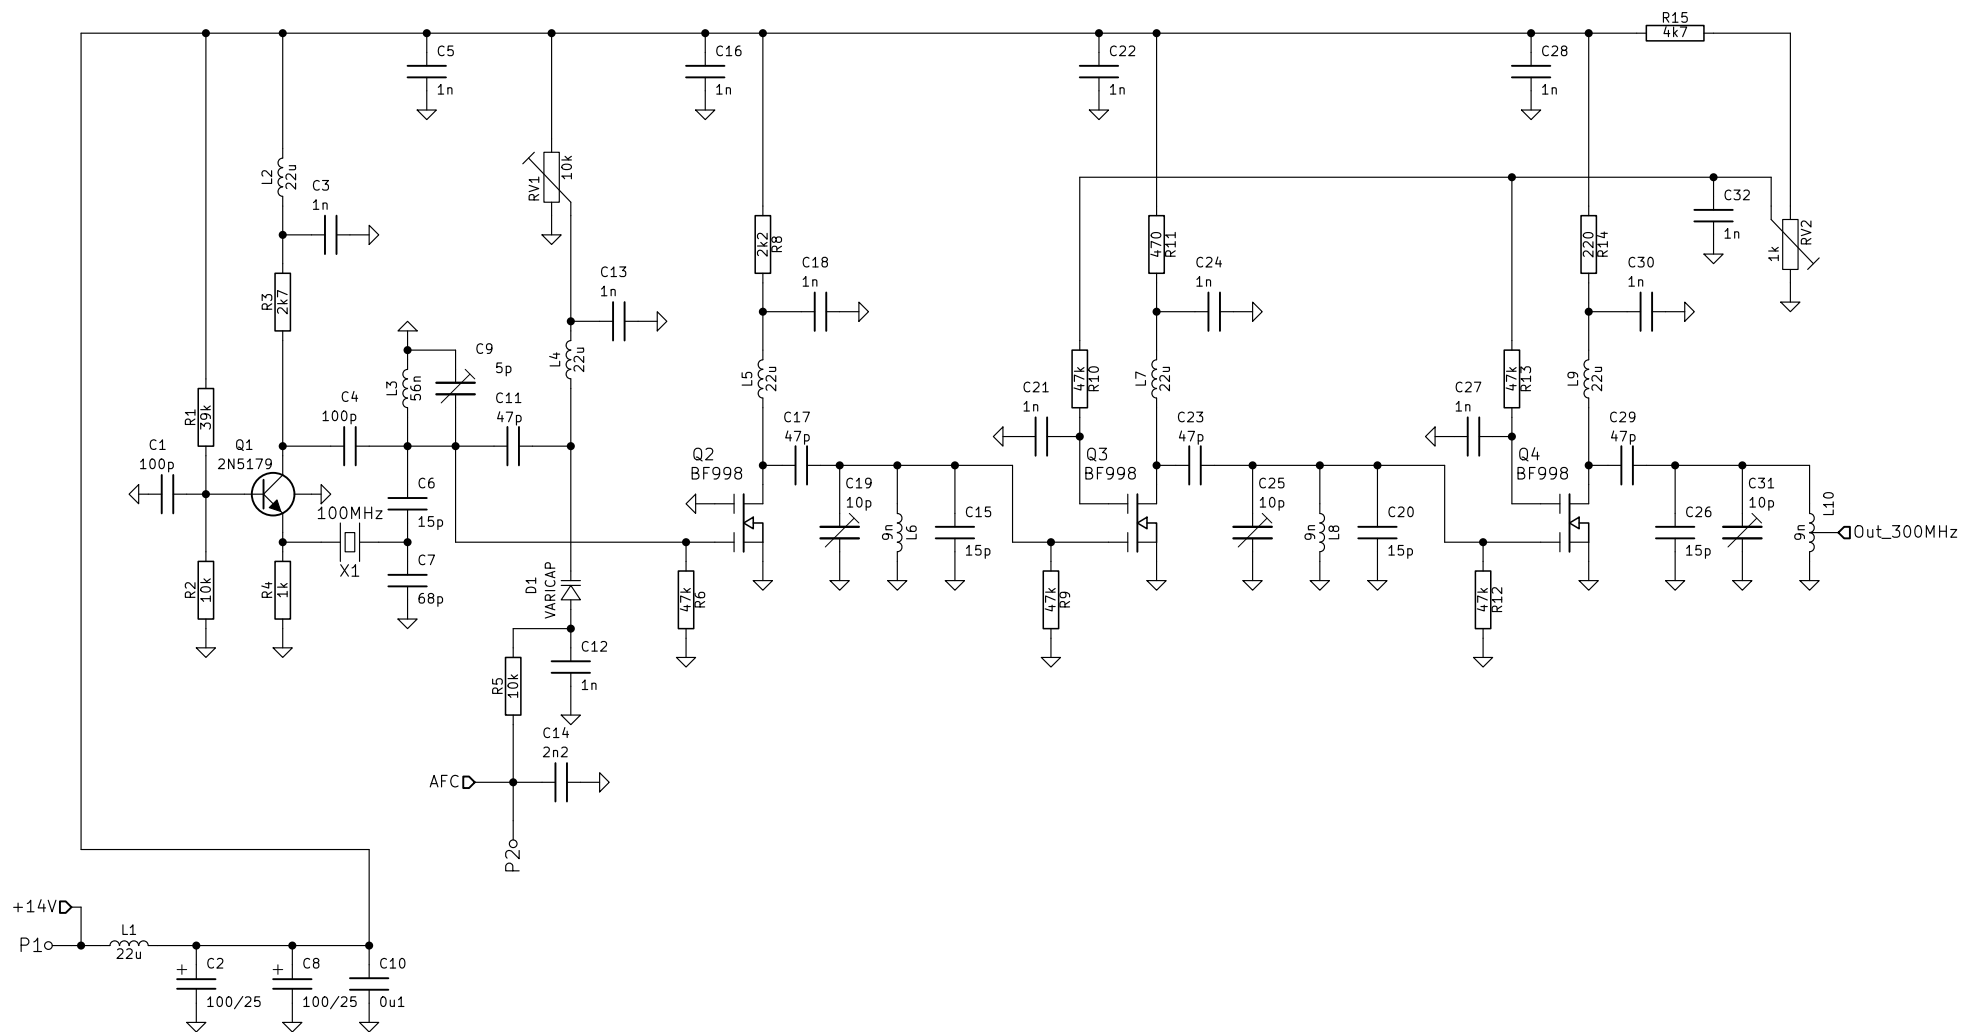 R15
4k7
C5
1n
C16
1n
C22
1n
C28
1n
L2
22u
C3
1n
RV1
10k
2k2
R8
470
R11
220
R14
C32
1n
1k
RV2
R3
2k7
C13
1n
C18
1n
C24
1n
C30
1n
L3
56n
C9
5p
L4
22u
L5
22u
47k
R10
L7
22u
47k
R13
L9
22u
R1
39k
C4
100p
C11
47p
C21
1n
C27
1n
C17
47p
C23
47p
C29
47p
C1
100p
Q1
2N5179
Q2
BF998
Q3
BF998
Q4
BF998
C6
15p
100MHz
X1
C19
10p
9n
L6
C15
15p
C25
10p
9n
L8
C20
15p
C26
15p
C31
10p
L10
9n
Out_300MHz
R2
10k
R4
1k
C7
68p
D1
VARICAP
47k
R6
47k
R9
47k
R12
C12
1n
R5
10k
C14
2n2
AFC
P2
+14V
P1
L1
22u
+
C2
100/25
+
C8
100/25
C10
0u1